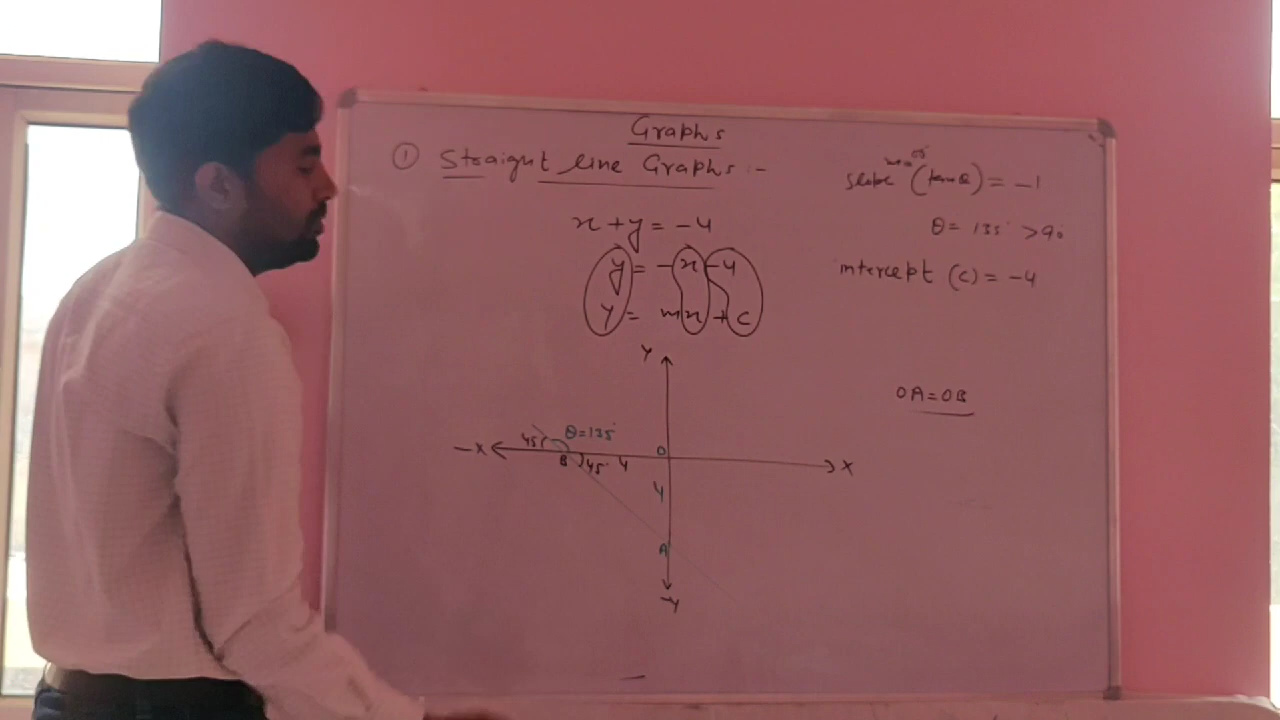 Graphs
① Straight line Graphs :-
x + y = -4
y = -x -4
y = mx + c
slope (tanθ) = -1
θ = 135° > 90
intercept (c) = -4
OA = OB
Y
θ = 135°
45
-X
B
45°
4
O
X
4
A
-Y